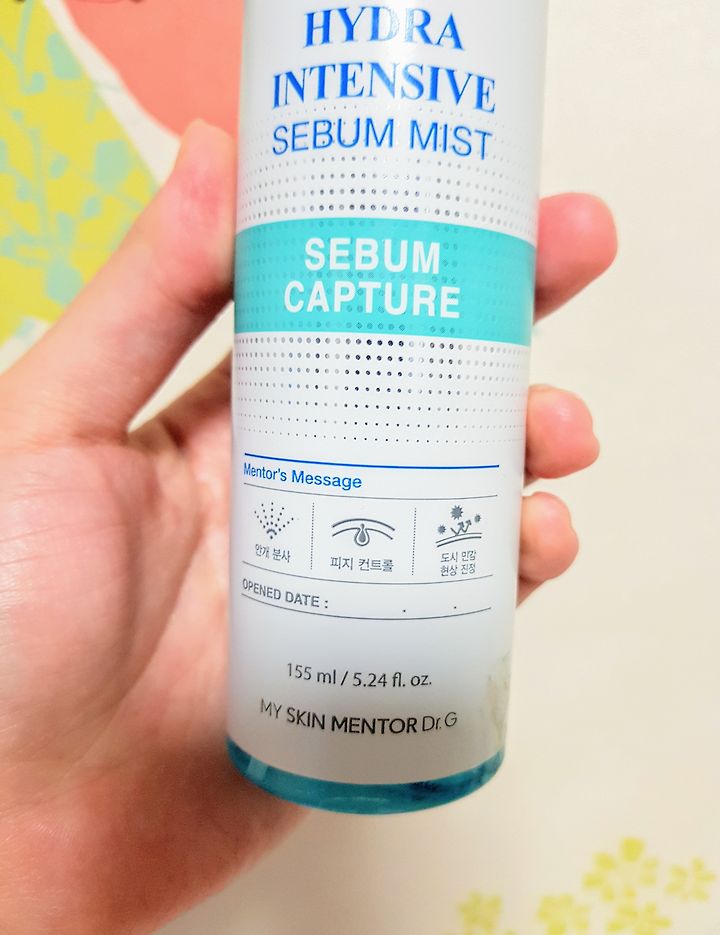 HYDRA
INTENSIVE
SEBUM MIST
SEBUM
CAPTURE
Mentor's Message
안개 분사
피지 컨트롤
도시 민감
현상 진정
OPENED DATE : . .
155 ml / 5.24 fl. oz.
MY SKIN MENTOR Dr.G